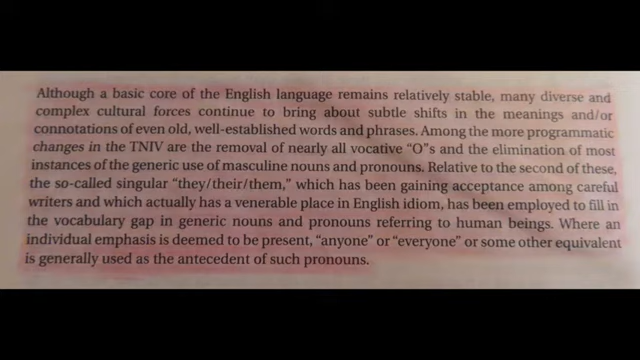 Although a basic core of the English language remains relatively stable, many diverse and
complex cultural forces continue to bring about subtle shifts in the meanings and/or
connotations of even old, well-established words and phrases. Among the more programmatic
changes in the TNIV are the removal of nearly all vocative “O”s and the elimination of most
instances of the generic use of masculine nouns and pronouns. Relative to the second of these,
the so-called singular “they/their/them,” which has been gaining acceptance among careful
writers and which actually has a venerable place in English idiom, has been employed to fill in
the vocabulary gap in generic nouns and pronouns referring to human beings. Where an
individual emphasis is deemed to be present, “anyone” or “everyone” or some other equivalent
is generally used as the antecedent of such pronouns.